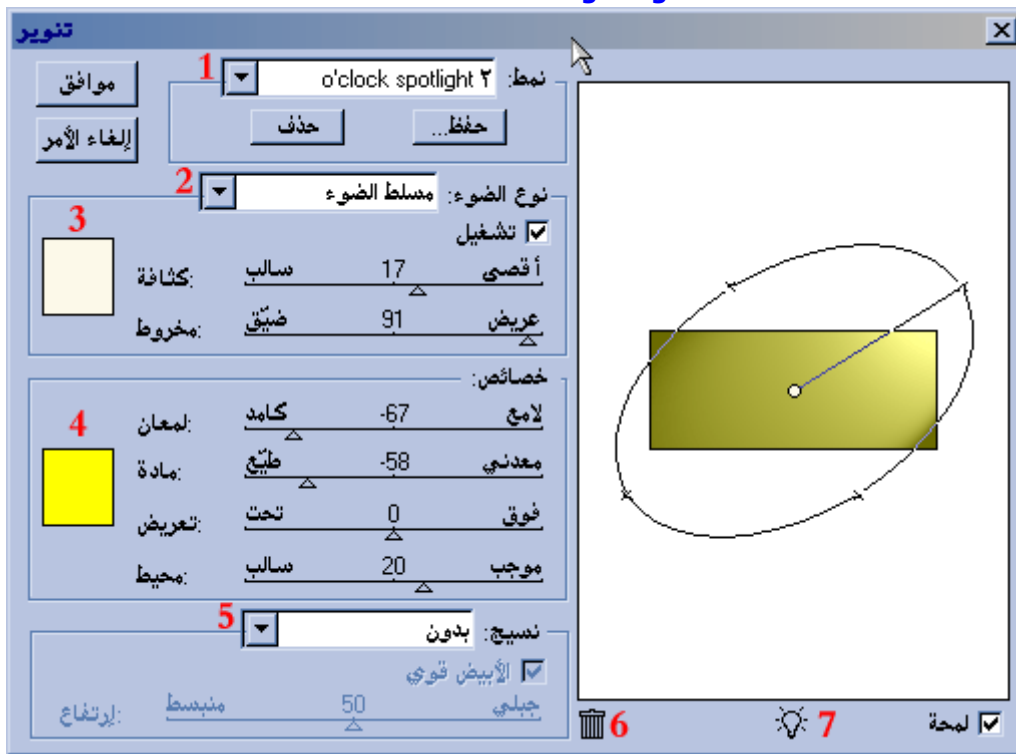 تنوير
نمط: ٢ o'clock spotlight 1
موافق
حفظ... حذف
إلغاء الأمر
نوع الضوء: مسلط الضوء 2
تشغيل
3
كثافة: سالب 17 أقصى
مخروط: ضيّق 91 عريض
خصائص:
4
لمعان: كامد -67 لامع
مادة: طيّع -58 معدني
تعريض: تحت 0 فوق
محيط: سالب 20 موجب
نسيج: بدون 5
الأبيض قوي
إرتفاع: منبسط 50 جبلي
لمحة 7 6